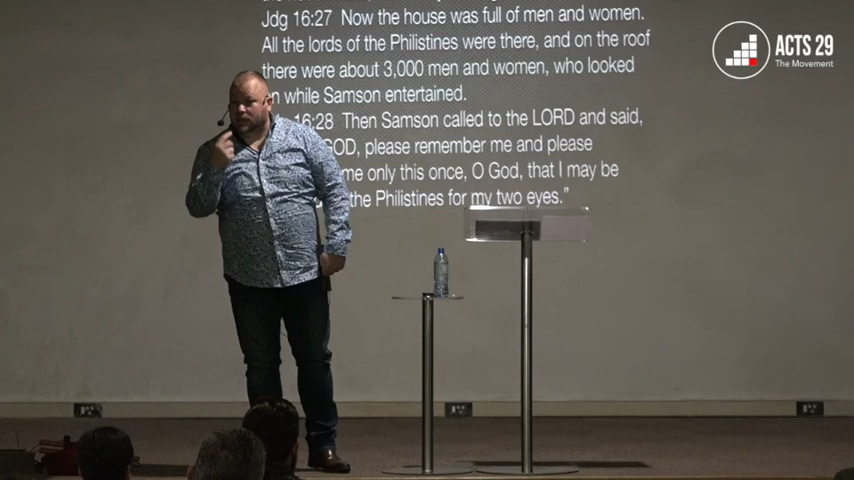 Jdg 16:27 Now the house was full of men and women.
All the lords of the Philistines were there, and on the roof
there were about 3,000 men and women, who looked
on while Samson entertained.
16:28 Then Samson called to the LORD and said,
GOD, please remember me and please
me only this once, O God, that I may be
the Philistines for my two eyes.”
ACTS 29
The Movement